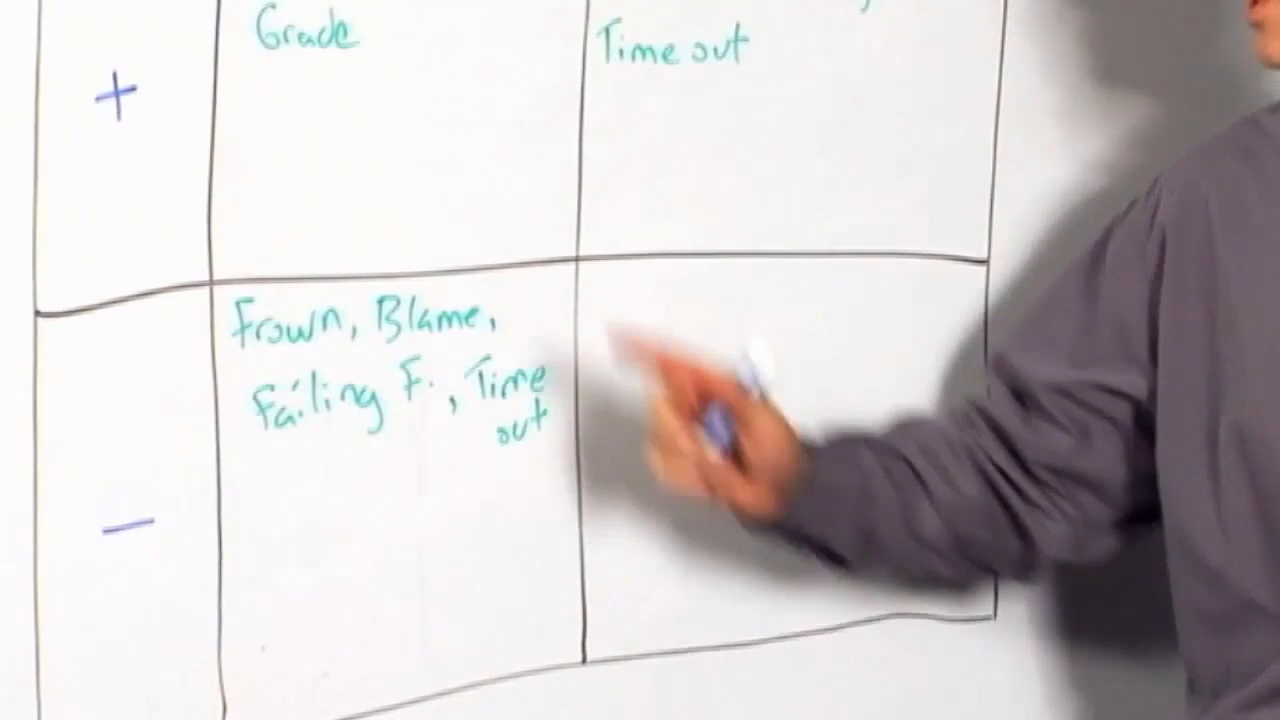 Grade
Time out
+
Frown, Blame,
Failing F., Time
out
−